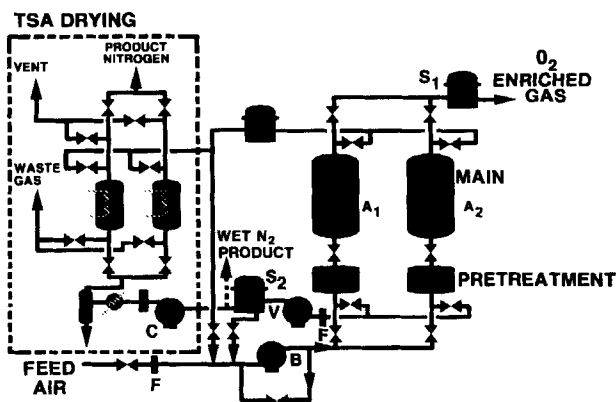 TSA DRYING
PRODUCT
NITROGEN
VENT
S1
O2
ENRICHED
GAS
WASTE
GAS
MAIN
A1
A2
WET N2
PRODUCT
S2
PRETREATMENT
V
F
C
B
FEED
AIR
F